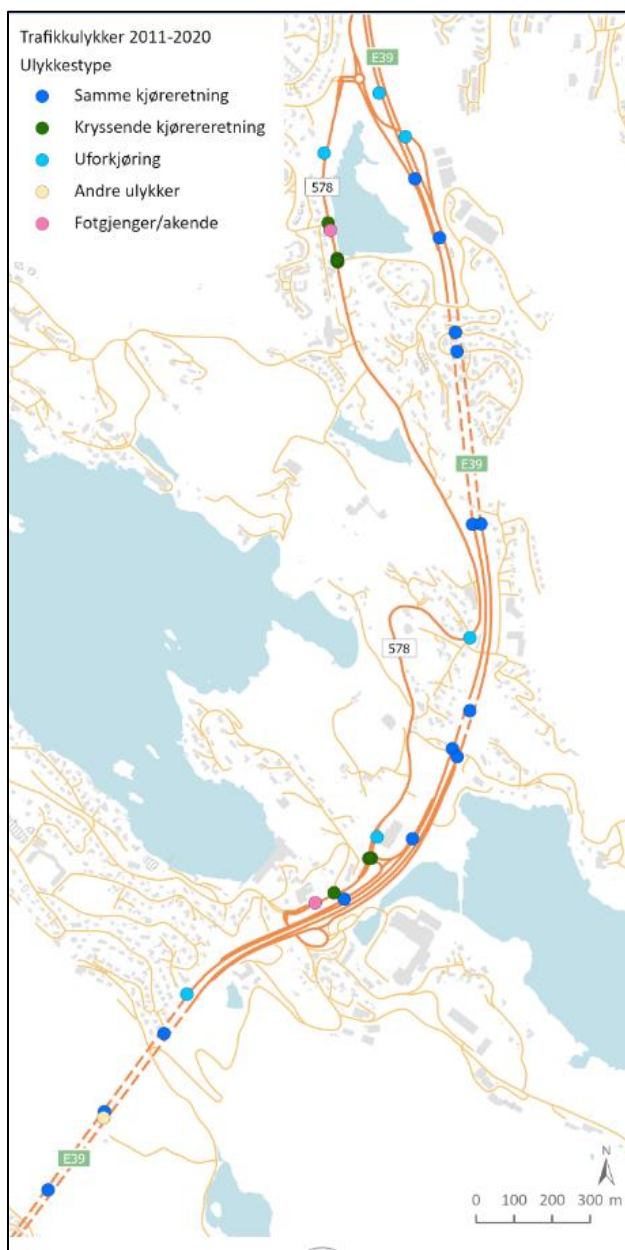 Trafikkulykker 2011-2020
Ulykkestype
Samme kjøreretning
Kryssende kjørereretning
Uforkjøring
Andre ulykker
Fotgjenger/akende
E39
578
E39
578
E39
N
0 100 200 300 m